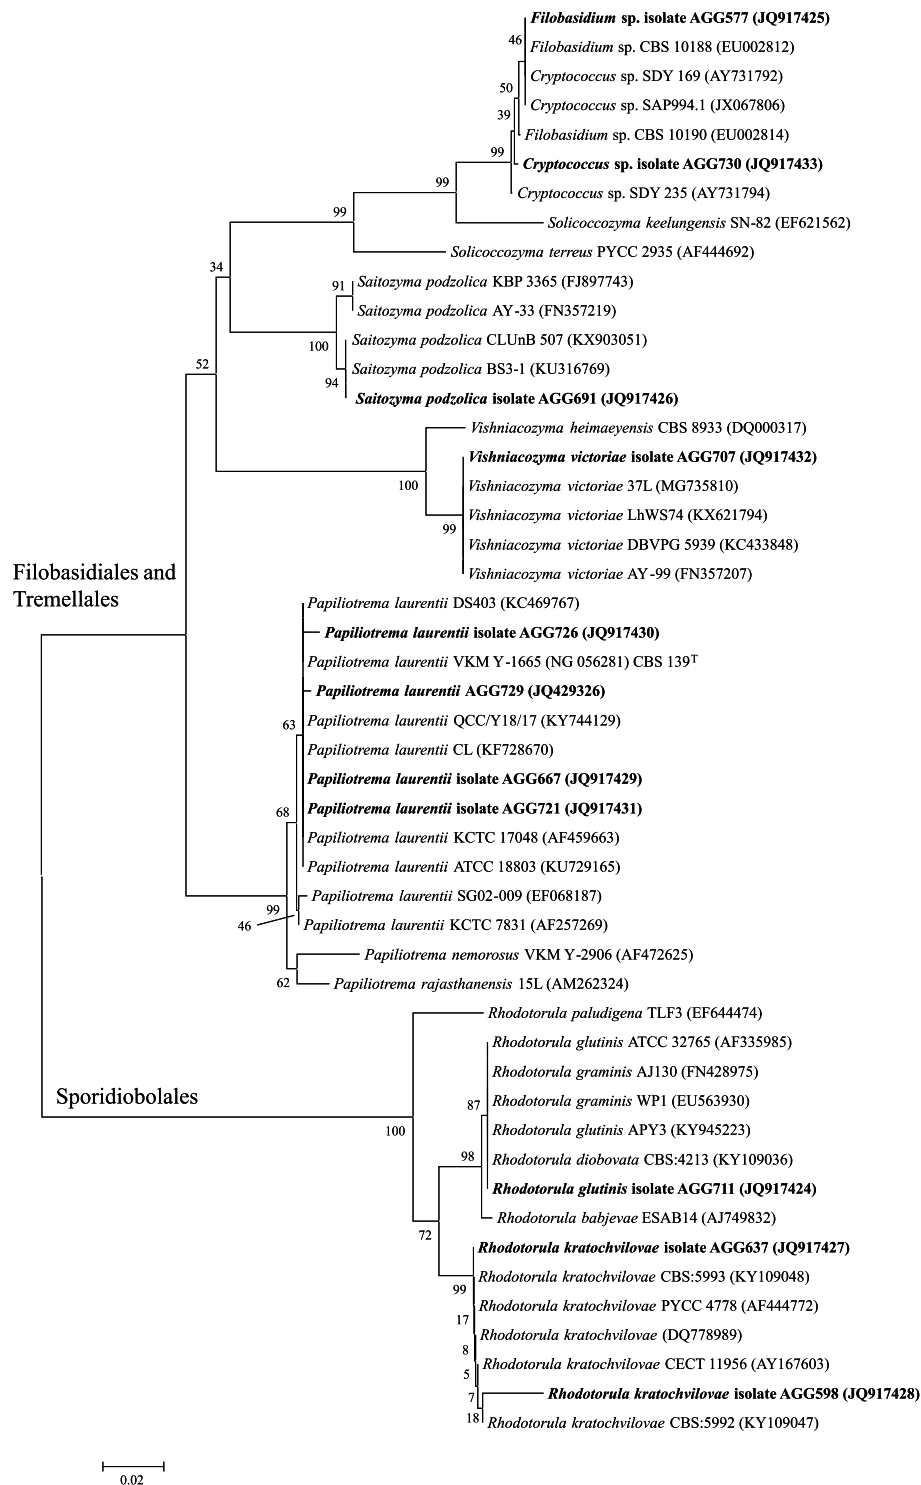 Filobasidium sp. isolate AGG577 (JQ917425)
46
Filobasidium sp. CBS 10188 (EU002812)
Cryptococcus sp. SDY 169 (AY731792)
50
Cryptococcus sp. SAP994.1 (JX067806)
39
Filobasidium sp. CBS 10190 (EU002814)
99
Cryptococcus sp. isolate AGG730 (JQ917433)
99
Cryptococcus sp. SDY 235 (AY731794)
99
Solicoccozyma keelungensis SN-82 (EF621562)
Solicoccozyma terreus PYCC 2935 (AF444692)
34
Saitozyma podzolica KBP 3365 (FJ897743)
91
Saitozyma podzolica AY-33 (FN357219)
Saitozyma podzolica CLUnB 507 (KX903051)
100
Saitozyma podzolica BS3-1 (KU316769)
52
94
Saitozyma podzolica isolate AGG691 (JQ917426)
Vishniacozyma heimaeyensis CBS 8933 (DQ000317)
Vishniacozyma victoriae isolate AGG707 (JQ917432)
100
Vishniacozyma victoriae 37L (MG735810)
Vishniacozyma victoriae LhWS74 (KX621794)
99
Vishniacozyma victoriae DBVPG 5939 (KC433848)
Vishniacozyma victoriae AY-99 (FN357207)
Filobasidiales and
Tremellales
Papiliotrema laurentii DS403 (KC469767)
Papiliotrema laurentii isolate AGG726 (JQ917430)
Papiliotrema laurentii VKM Y-1665 (NG 056281) CBS 139T
Papiliotrema laurentii AGG729 (JQ429326)
Papiliotrema laurentii QCC/Y18/17 (KY744129)
63
Papiliotrema laurentii CL (KF728670)
Papiliotrema laurentii isolate AGG667 (JQ917429)
Papiliotrema laurentii isolate AGG721 (JQ917431)
68
Papiliotrema laurentii KCTC 17048 (AF459663)
Papiliotrema laurentii ATCC 18803 (KU729165)
Papiliotrema laurentii SG02-009 (EF068187)
99
46
Papiliotrema laurentii KCTC 7831 (AF257269)
Papiliotrema nemorosus VKM Y-2906 (AF472625)
62
Papiliotrema rajasthanensis 15L (AM262324)
Rhodotorula paludigena TLF3 (EF644474)
Rhodotorula glutinis ATCC 32765 (AF335985)
Rhodotorula graminis AJ130 (FN428975)
Sporidiobolales
Rhodotorula graminis WP1 (EU563930)
87
100
Rhodotorula glutinis APY3 (KY945223)
98
Rhodotorula diobovata CBS:4213 (KY109036)
Rhodotorula glutinis isolate AGG711 (JQ917424)
Rhodotorula babjevae ESAB14 (AJ749832)
72
Rhodotorula kratochvilovae isolate AGG637 (JQ917427)
Rhodotorula kratochvilovae CBS:5993 (KY109048)
99
Rhodotorula kratochvilovae PYCC 4778 (AF444772)
17
Rhodotorula kratochvilovae (DQ778989)
8
Rhodotorula kratochvilovae CECT 11956 (AY167603)
5
Rhodotorula kratochvilovae isolate AGG598 (JQ917428)
7
18
Rhodotorula kratochvilovae CBS:5992 (KY109047)
0.02